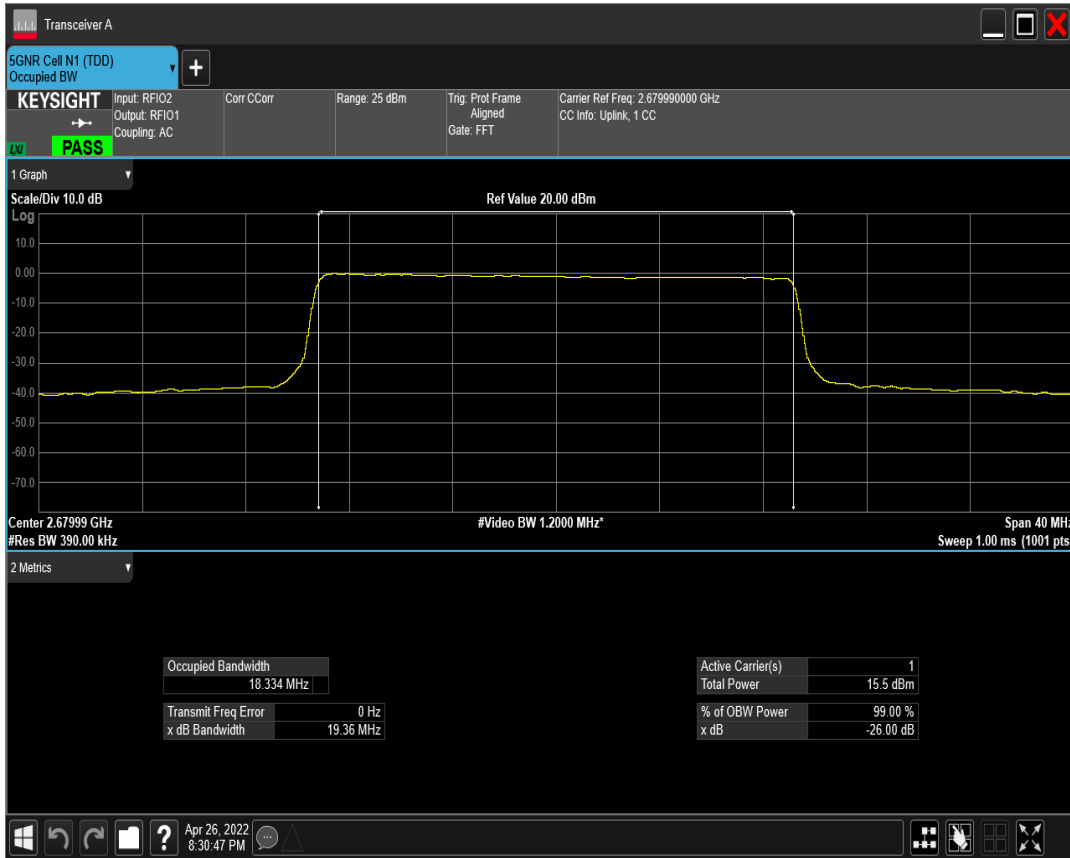 Transceiver A
5GNR Cell N1 (TDD)
Occupied BW
+
KEYSIGHT
LXI
PASS
Input: RFIO2
Output: RFIO1
Coupling: AC
Corr CCorr
Range: 25 dBm
Trig: Prot Frame
Aligned
Gate: FFT
Carrier Ref Freq: 2.679990000 GHz
CC Info: Uplink, 1 CC
1 Graph
Scale/Div 10.0 dB
Ref Value 20.00 dBm
Log
10.0
0.00
-10.0
-20.0
-30.0
-40.0
-50.0
-60.0
-70.0
Center 2.67999 GHz
#Video BW 1.2000 MHz*
Span 40 MHz
#Res BW 390.00 kHz
Sweep 1.00 ms (1001 pts
2 Metrics
Occupied Bandwidth
18.334 MHz
Transmit Freq Error 0 Hz
x dB Bandwidth 19.36 MHz
Active Carrier(s) 1
Total Power 15.5 dBm
% of OBW Power 99.00 %
x dB -26.00 dB
?
Apr 26, 2022
8:30:47 PM